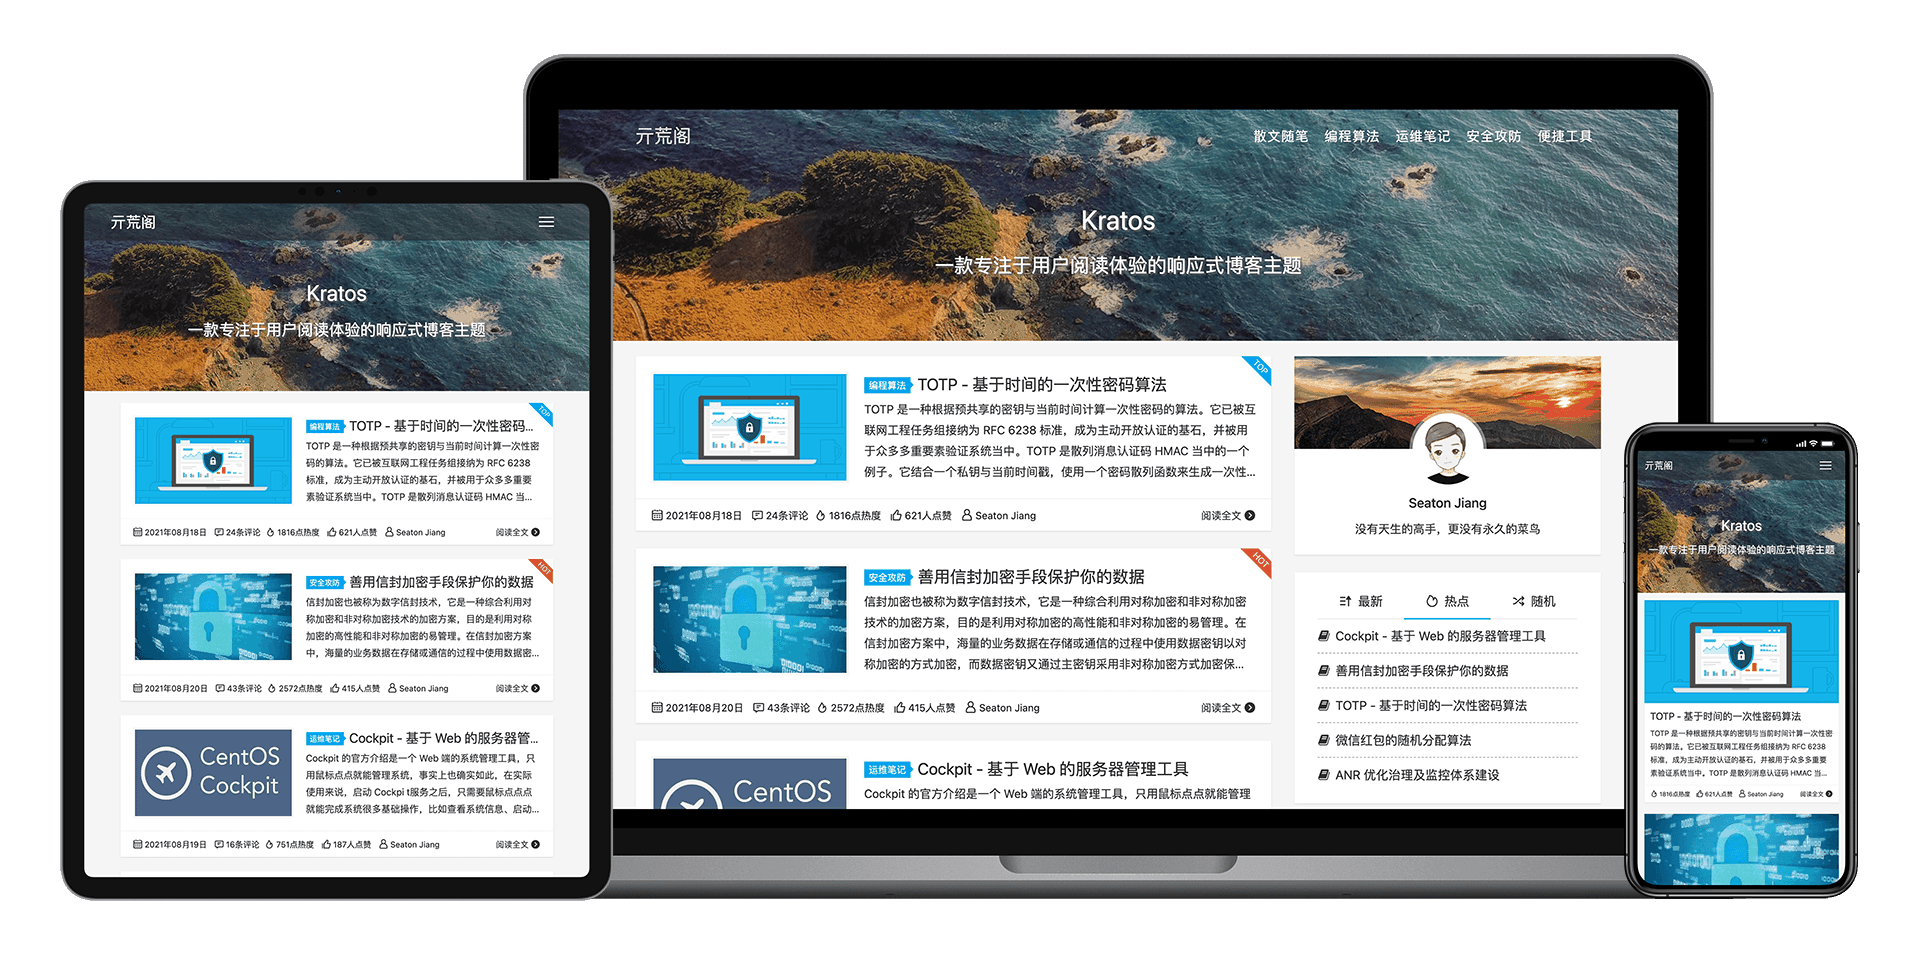 亓荒阁
Kratos
一款专注于用户阅读体验的响应式博客主题
TOP
编程算法 TOTP - 基于时间的一次性密码...
TOTP 是一种根据预共享的密钥与当前时间计算一次性密
码的算法。它已被互联网工程任务组接纳为 RFC 6238
标准，成为主动开放认证的基石，并被用于众多多重要
素验证系统当中。TOTP 是散列消息认证码 HMAC 当...
2021年08月18日 24条评论 1816点热度 621人点赞 Seaton Jiang 阅读全文
HOT
安全攻防 善用信封加密手段保护你的数据
信封加密也被称为数字信封技术，它是一种综合利用对
称加密和非对称加密技术的加密方案，目的是利用对称
加密的高性能和非对称加密的易管理。在信封加密方案
中，海量的业务数据在存储或通信的过程中使用数据密...
2021年08月20日 43条评论 2572点热度 415人点赞 Seaton Jiang 阅读全文
CentOS
Cockpit
运维笔记 Cockpit - 基于 Web 的服务器管...
Cockpit 的官方介绍是一个 Web 端的系统管理工具，只
用鼠标点点就能管理系统，事实上也确实如此，在实际
使用来说，启动 Cockpi t服务之后，只需要鼠标点点点
就能完成系统很多基础操作，比如查看系统信息、启动...
2021年08月19日 16条评论 751点热度 187人点赞 Seaton Jiang 阅读全文
亓荒阁
散文随笔 编程算法 运维笔记 安全攻防 便捷工具
Kratos
一款专注于用户阅读体验的响应式博客主题
TOP
编程算法 TOTP - 基于时间的一次性密码算法
TOTP 是一种根据预共享的密钥与当前时间计算一次性密码的算法。它已被互
联网工程任务组接纳为 RFC 6238 标准，成为主动开放认证的基石，并被用
于众多多重要素验证系统当中。TOTP 是散列消息认证码 HMAC 当中的一个
例子。它结合一个私钥与当前时间戳，使用一个密码散列函数来生成一次性...
2021年08月18日 24条评论 1816点热度 621人点赞 Seaton Jiang 阅读全文
HOT
安全攻防 善用信封加密手段保护你的数据
信封加密也被称为数字信封技术，它是一种综合利用对称加密和非对称加密
技术的加密方案，目的是利用对称加密的高性能和非对称加密的易管理。在
信封加密方案中，海量的业务数据在存储或通信的过程中使用数据密钥以对
称加密的方式加密，而数据密钥又通过主密钥采用非对称加密方式加密保...
2021年08月20日 43条评论 2572点热度 415人点赞 Seaton Jiang 阅读全文
CentOS
运维笔记 Cockpit - 基于 Web 的服务器管理工具
Cockpit 的官方介绍是一个 Web 端的系统管理工具，只用鼠标点点就能管理
Seaton Jiang
没有天生的高手，更没有永久的菜鸟
最新 热点 随机
Cockpit - 基于 Web 的服务器管理工具
善用信封加密手段保护你的数据
TOTP - 基于时间的一次性密码算法
微信红包的随机分配算法
ANR 优化治理及监控体系建设
亓荒阁
Kratos
一款专注于用户阅读体验的响应式博客主题
TOTP - 基于时间的一次性密码算法
TOTP 是一种根据预共享的密钥与当前时间计算一次性密
码的算法。它已被互联网工程任务组接纳为 RFC 6238
标准，成为主动开放认证的基石，并被用于众多多重要
素验证系统当中。TOTP 是散列消息认证码 HMAC 当...
1816点热度 621人点赞 Seaton Jiang 阅读全文